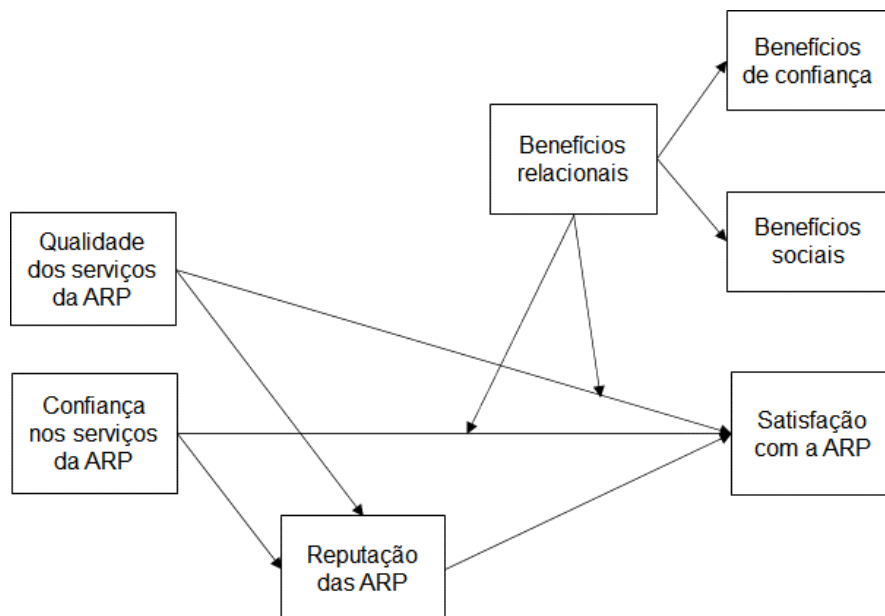 Benefícios
de confiança
Benefícios
relacionais
Benefícios
sociais
Qualidade
dos serviços
da ARP
Confiança
nos serviços
da ARP
Satisfação
com a ARP
Reputação
das ARP